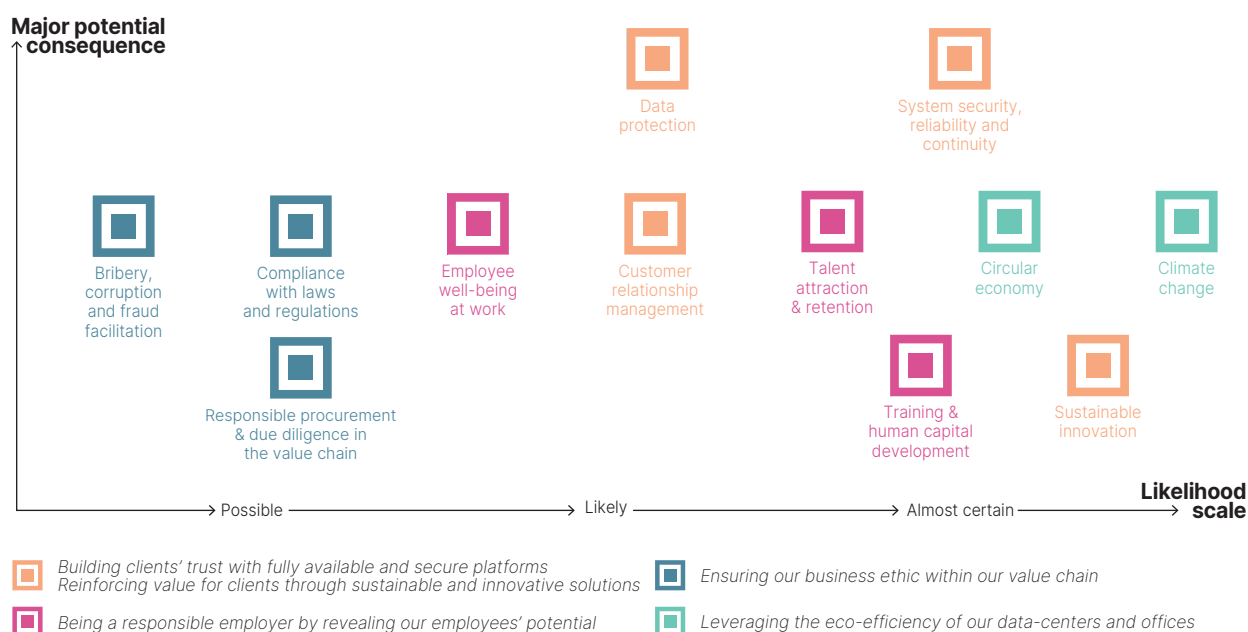 Major potential
consequence
Data
protection
System security,
reliability and
continuity
Bribery,
corruption
and fraud
facilitation
Compliance
with laws
and regulations
Employee
well-being
at work
Customer
relationship
management
Talent
attraction
& retention
Circular
economy
Climate
change
Responsible procurement
& due diligence in
the value chain
Training &
human capital
development
Sustainable
innovation
Possible
Likely
Almost certain
Likelihood
scale
Building clients’ trust with fully available and secure platforms
Reinforcing value for clients through sustainable and innovative solutions
Ensuring our business ethic within our value chain
Being a responsible employer by revealing our employees’ potential
Leveraging the eco-efficiency of our data-centers and offices